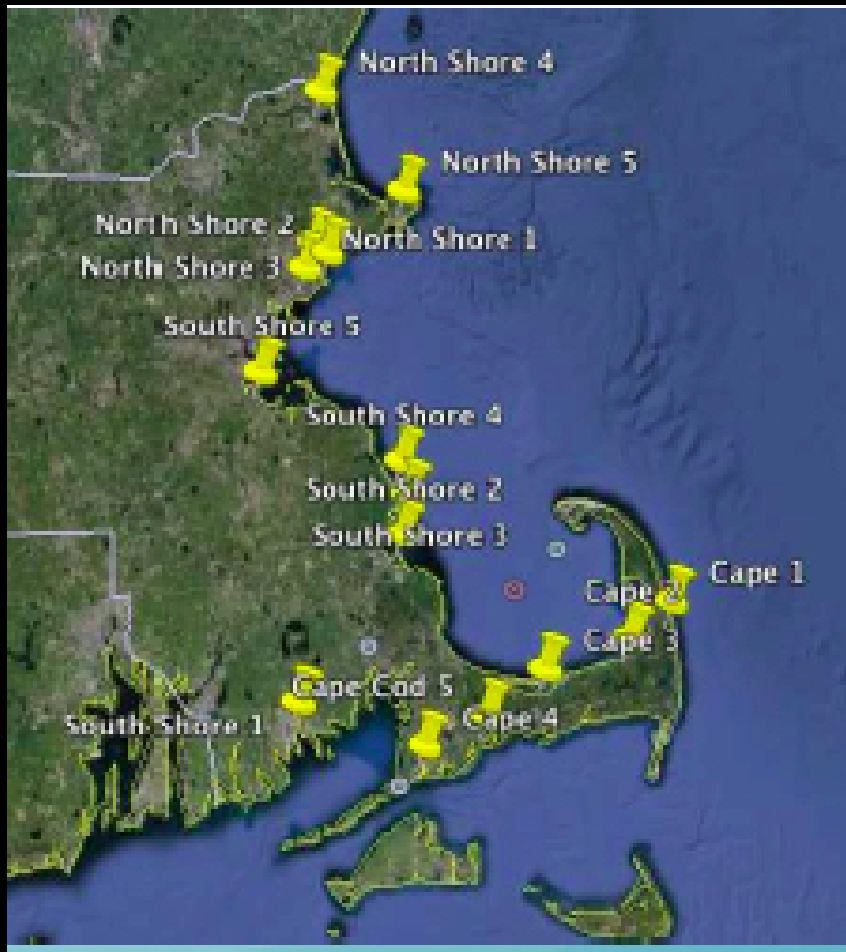 North Shore 4
North Shore 5
North Shore 2
North Shore 1
North Shore 3
South Shore 5
South Shore 4
South Shore 2
South Shore 3
Cape 1
Cape 2
Cape 3
Cape Cod 5
Cape 4
South Shore 1